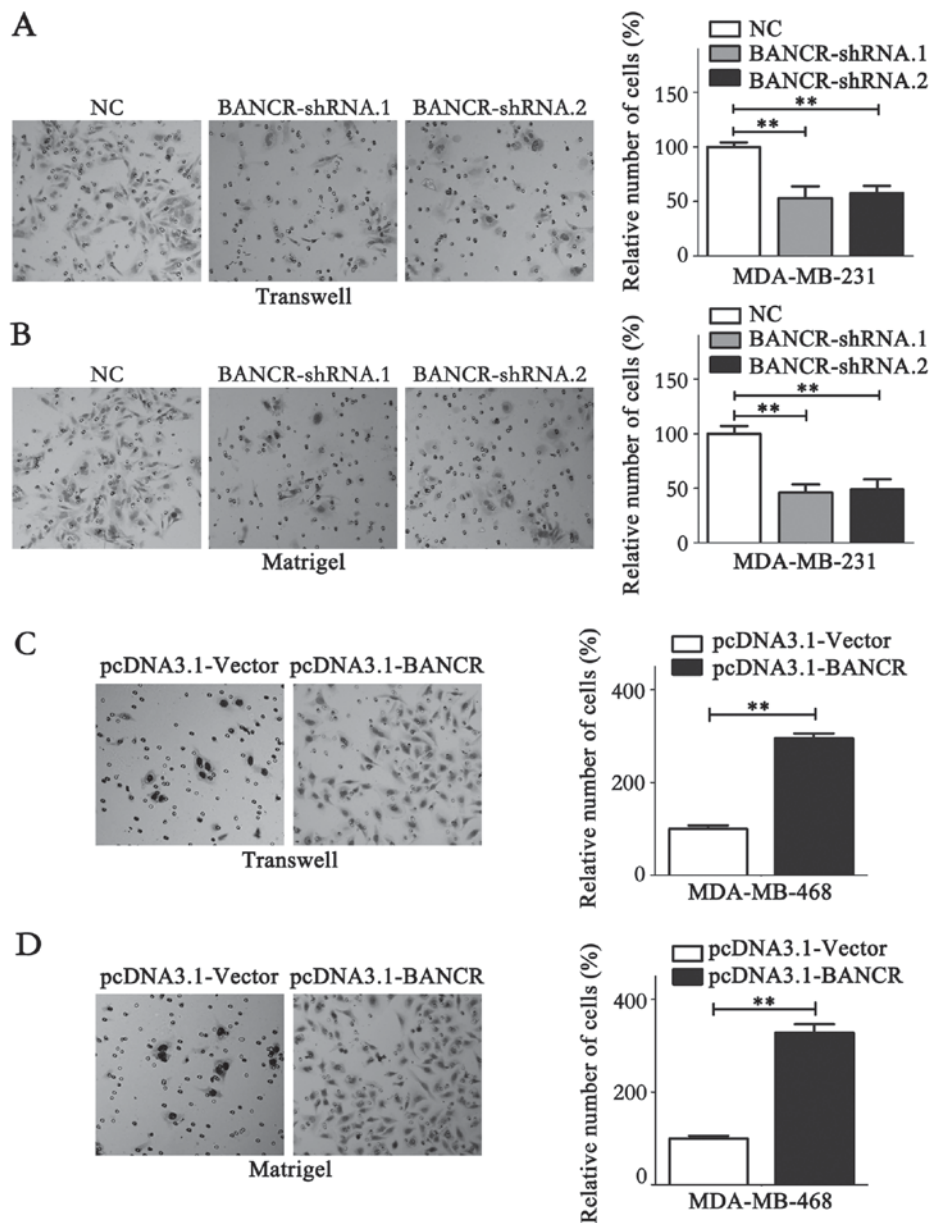 A
NC
BANCR-shRNA.1
BANCR-shRNA.2
Transwell
NC
BANCR-shRNA.1
BANCR-shRNA.2
Relative number of cells (%)
150
100
50
0
**
**
MDA-MB-231
B
NC
BANCR-shRNA.1
BANCR-shRNA.2
Matrigel
NC
BANCR-shRNA.1
BANCR-shRNA.2
Relative number of cells (%)
150
100
50
0
**
**
MDA-MB-231
C
pcDNA3.1-Vector
pcDNA3.1-BANCR
Transwell
pcDNA3.1-Vector
pcDNA3.1-BANCR
Relative number of cells (%)
400
200
0
**
MDA-MB-468
D
pcDNA3.1-Vector
pcDNA3.1-BANCR
Matrigel
pcDNA3.1-Vector
pcDNA3.1-BANCR
Relative number of cells (%)
400
200
0
**
MDA-MB-468